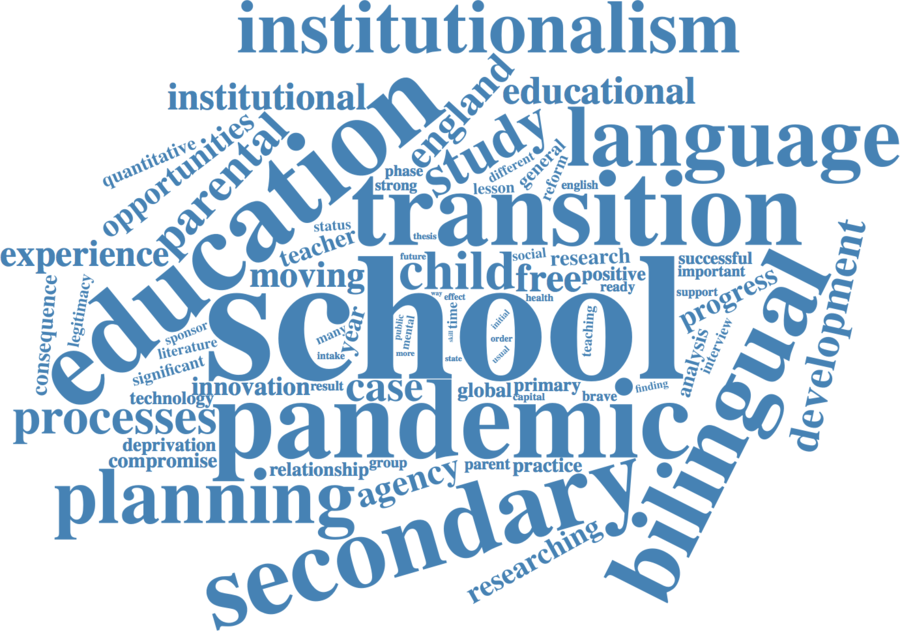 institutionalism
institutional
educational
england
education
opportunities
quantitative
parental
study
language
phase
strong
different
general
reform
lesson
english
transition
thesis
status
teacher
experience
moving
future
child
social
research
free
positive
ready
successful
important
support
progress
development
bilingual
consequence
legitimacy
school
way
effect
health
time
skill
state
initial
order
usual
teaching
public
mental
more
many
intake
year
sponsor
literature
significant
analysis
interview
technology
innovation
result
case
global
primary
capital
brave
finding
processes
pandemic
deprivation
compromise
relationship
group
agency
parent
practice
planning
secondary
researching